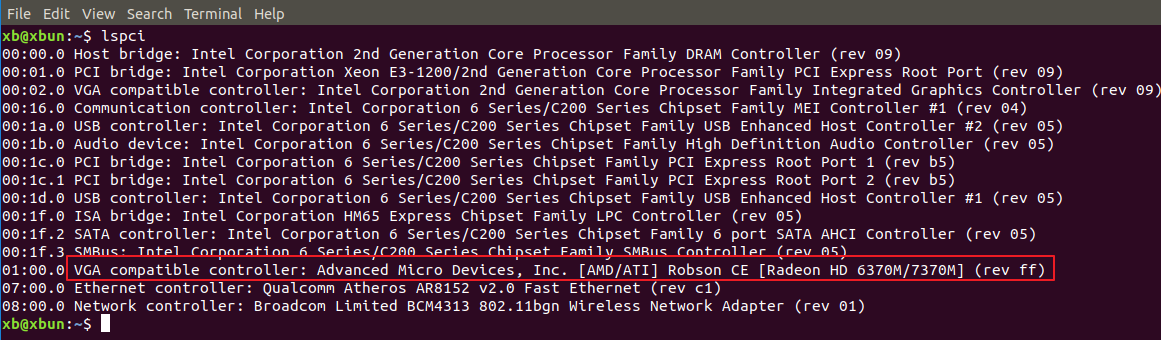 File Edit View Search Terminal Help
xb@xbun:~$ lspci
00:00.0 Host bridge: Intel Corporation 2nd Generation Core Processor Family DRAM Controller (rev 09)
00:01.0 PCI bridge: Intel Corporation Xeon E3-1200/2nd Generation Core Processor Family PCI Express Root Port (rev 09)
00:02.0 VGA compatible controller: Intel Corporation 2nd Generation Core Processor Family Integrated Graphics Controller (rev 09)
00:16.0 Communication controller: Intel Corporation 6 Series/C200 Series Chipset Family MEI Controller #1 (rev 04)
00:1a.0 USB controller: Intel Corporation 6 Series/C200 Series Chipset Family USB Enhanced Host Controller #2 (rev 05)
00:1b.0 Audio device: Intel Corporation 6 Series/C200 Series Chipset Family High Definition Audio Controller (rev 05)
00:1c.0 PCI bridge: Intel Corporation 6 Series/C200 Series Chipset Family PCI Express Root Port 1 (rev b5)
00:1c.1 PCI bridge: Intel Corporation 6 Series/C200 Series Chipset Family PCI Express Root Port 2 (rev b5)
00:1d.0 USB controller: Intel Corporation 6 Series/C200 Series Chipset Family USB Enhanced Host Controller #1 (rev 05)
00:1f.0 ISA bridge: Intel Corporation HM65 Express Chipset Family LPC Controller (rev 05)
00:1f.2 SATA controller: Intel Corporation 6 Series/C200 Series Chipset Family 6 port SATA AHCI Controller (rev 05)
00:1f.3 SMBus: Intel Corporation 6 Series/C200 Series Chipset Family SMBus Controller (rev 05)
01:00.0 VGA compatible controller: Advanced Micro Devices, Inc. [AMD/ATI] Robson CE [Radeon HD 6370M/7370M] (rev ff)
07:00.0 Ethernet controller: Qualcomm Atheros AR8152 v2.0 Fast Ethernet (rev c1)
08:00.0 Network controller: Broadcom Limited BCM4313 802.11bgn Wireless Network Adapter (rev 01)
xb@xbun:~$